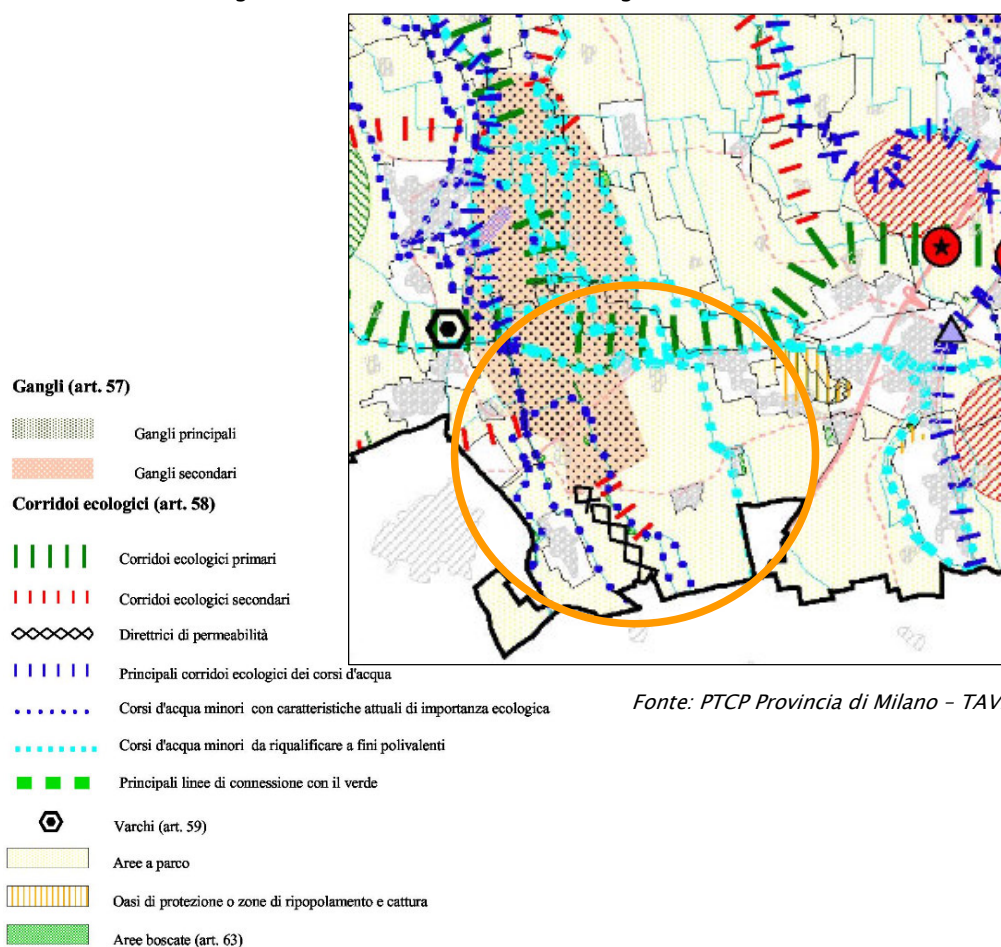 Gangli (art. 57)
Gangli principali
Gangli secondari
Corridoi ecologici (art. 58)
Corridoi ecologici primari
Corridoi ecologici secondari
Direttrici di permeabilità
Principali corridoi ecologici dei corsi d'acqua
Corsi d'acqua minori con caratteristiche attuali di importanza ecologica
Corsi d'acqua minori da riqualificare a fini polivalenti
Principali linee di connessione con il verde
Varchi (art. 59)
Aree a parco
Oasi di protezione o zone di ripopolamento e cattura
Aree boscate (art. 63)
Fonte: PTCP Provincia di Milano – TAV